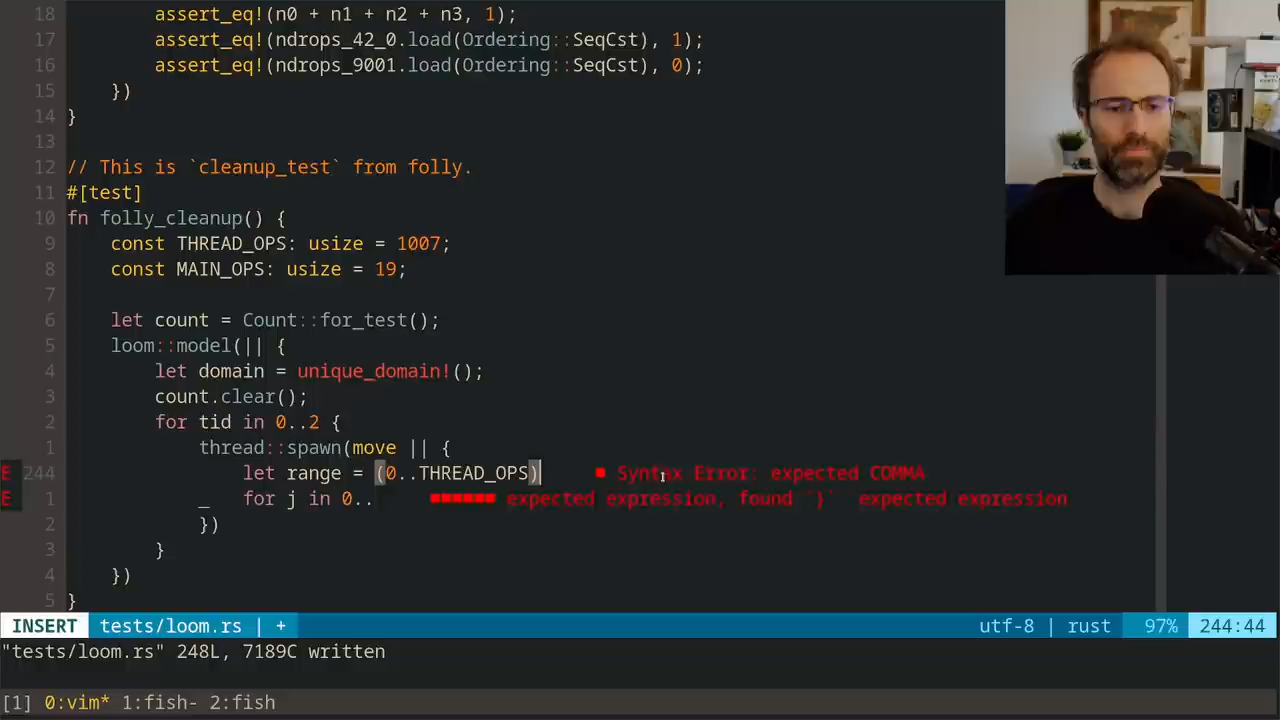 18 assert_eq!(n0 + n1 + n2 + n3, 1);
17 assert_eq!(ndrops_42_0.load(Ordering::SeqCst), 1);
16 assert_eq!(ndrops_9001.load(Ordering::SeqCst), 0);
15 })
14 }
13
12 // This is `cleanup_test` from folly.
11 #[test]
10 fn folly_cleanup() {
9 const THREAD_OPS: usize = 1007;
8 const MAIN_OPS: usize = 19;
7
6 let count = Count::for_test();
5 loom::model(|| {
4 let domain = unique_domain!();
3 count.clear();
2 for tid in 0..2 {
1 thread::spawn(move || {
E 244 let range = (0..THREAD_OPS) ■ Syntax Error: expected COMMA
E 1 _ for j in 0.. ■■■■■■ expected expression, found `}` expected expression
2 })
3 }
4 })
5 }
INSERT tests/loom.rs | + utf-8 | rust 97% 244:44
"tests/loom.rs" 248L, 7189C written
[1] 0:vim* 1:fish- 2:fish